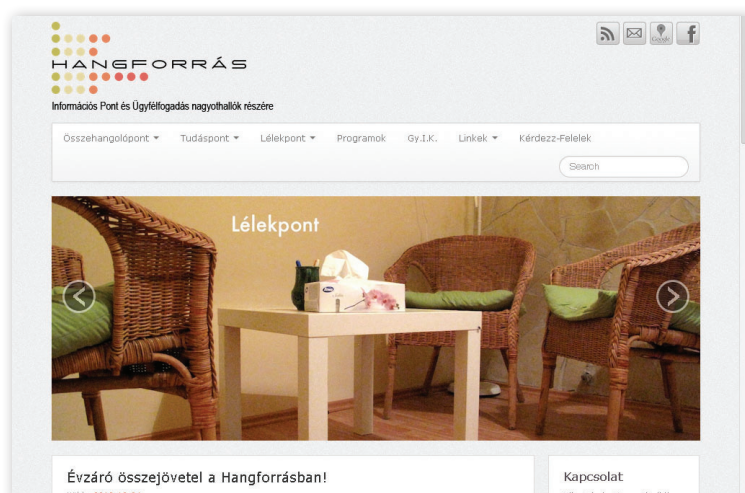 HANGFORRÁS
Információs Pont és Ügyfélfogadás nagyothallók részére
Google
Összehangolópont Tudáspont Lélekpont Programok Gy.I.K. Linkek Kérdezz-Felelek
Search
Lélekpont
Évzáró összejövetel a Hangforrásban!
Kapcsolat